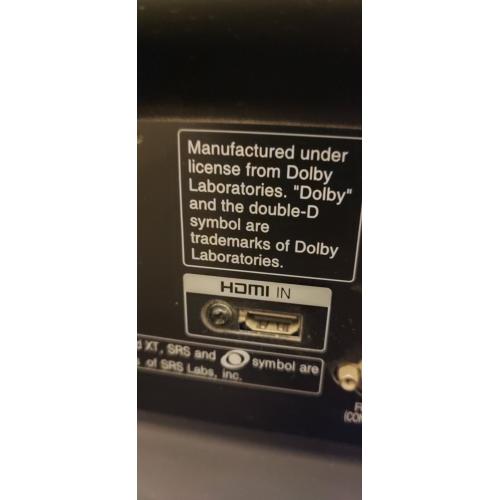 Manufactured under
license from Dolby
Laboratories. "Dolby"
and the double-D
symbol are
trademarks of Dolby
Laboratories.
HDMI IN
XT, SRS and symbol are
of SRS Labs, inc.